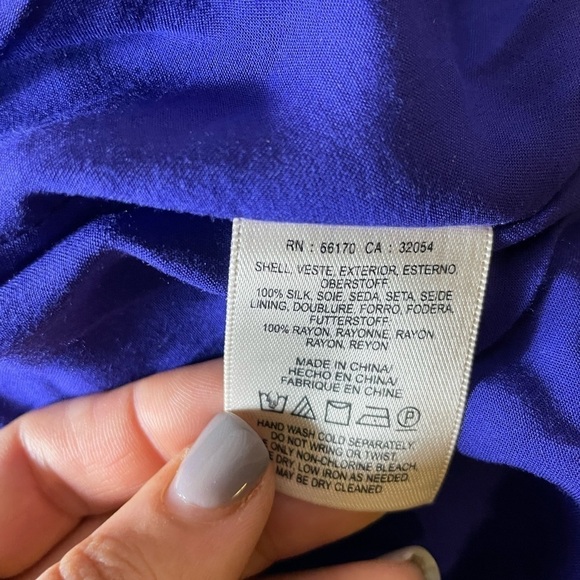 RN : 66170 CA : 32054
SHELL, VESTE, EXTERIOR, ESTERNO
OBERSTOFF
100% SILK, SOIE, SEDA, SETA, SEIDE
LINING, DOUBLURE, FORRO, FODERA,
FUTTERSTOFF
100% RAYON, RAYONNE, RAYON
RAYON, REYON
MADE IN CHINA/
HECHO EN CHINA/
FABRIQUE EN CHINE
P
HAND WASH COLD SEPARATELY.
DO NOT WRING OR TWIST.
ONLY NON-CHLORINE BLEACH.
DRY, LOW IRON AS NEEDED.
MAY BE DRY CLEANED